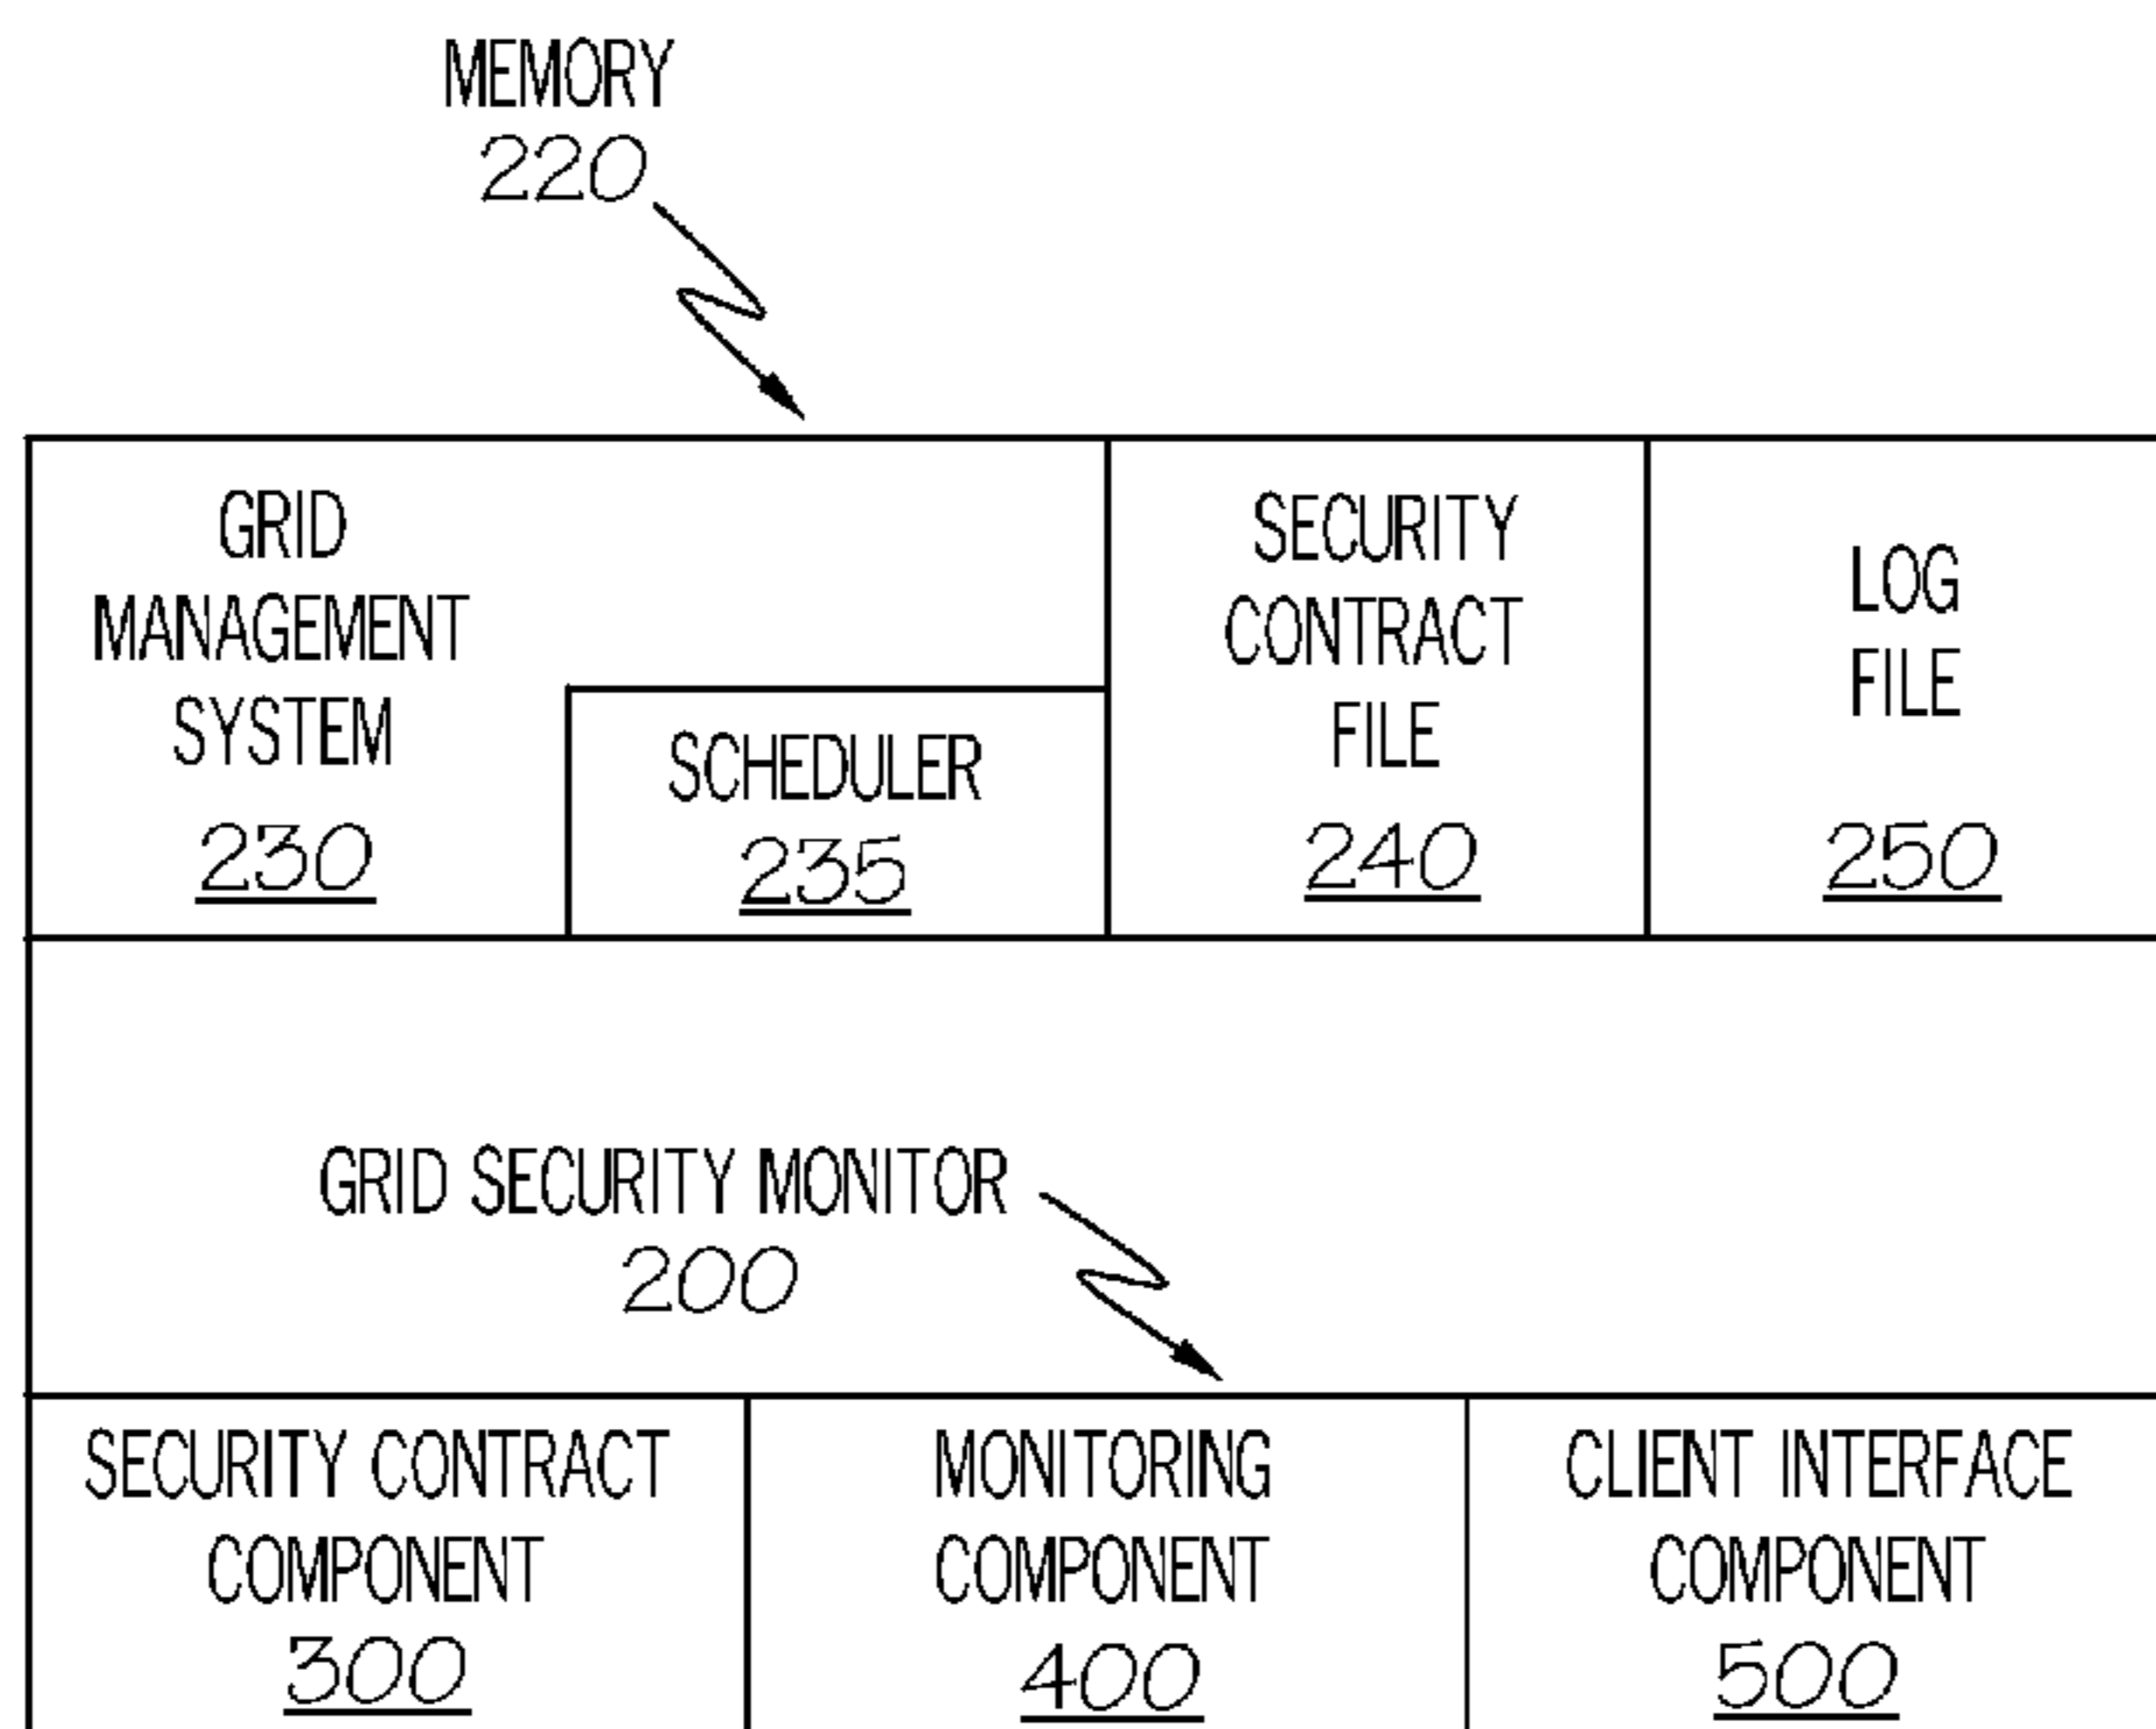 MEMORY
220
GRID
MANAGEMENT
SYSTEM
230
SCHEDULER
235
SECURITY
CONTRACT
FILE
240
LOG
FILE
250
GRID SECURITY MONITOR
200
SECURITY CONTRACT
COMPONENT
300
MONITORING
COMPONENT
400
CLIENT INTERFACE
COMPONENT
500